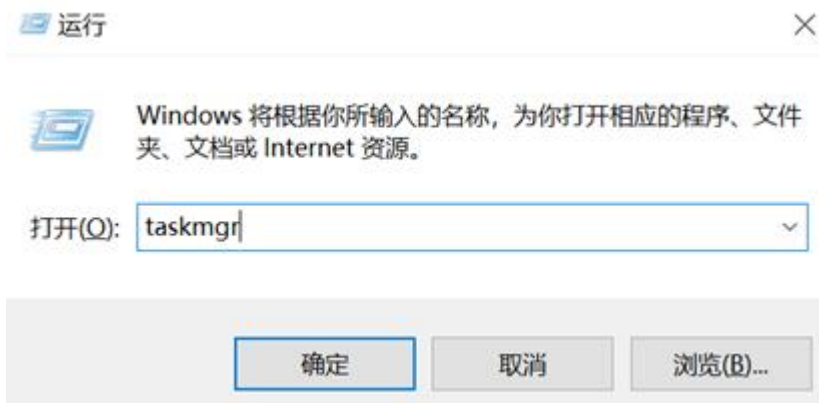 运行
Windows 将根据你所输入的名称，为你打开相应的程序、文件
夹、文档或 Internet 资源。
打开(O): taskmgr
确定 取消 浏览(B)...